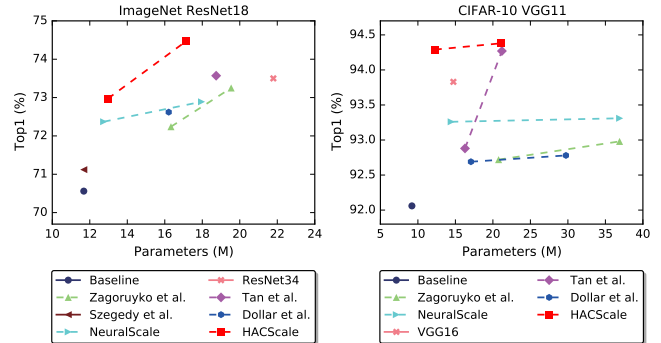 ImageNet ResNet18
CIFAR-10 VGG11
75
74
73
72
71
70
Top1 (%)
10 12 14 16 18 20 22 24
Parameters (M)
94.5
94.0
93.5
93.0
92.5
92.0
Top1 (%)
5 10 15 20 25 30 35 40
Parameters (M)
Baseline
Zagoruyko et al.
Szegedy et al.
NeuralScale
ResNet34
Tan et al.
Dollar et al.
HACScale
Baseline
Zagoruyko et al.
NeuralScale
VGG16
Tan et al.
Dollar et al.
HACScale